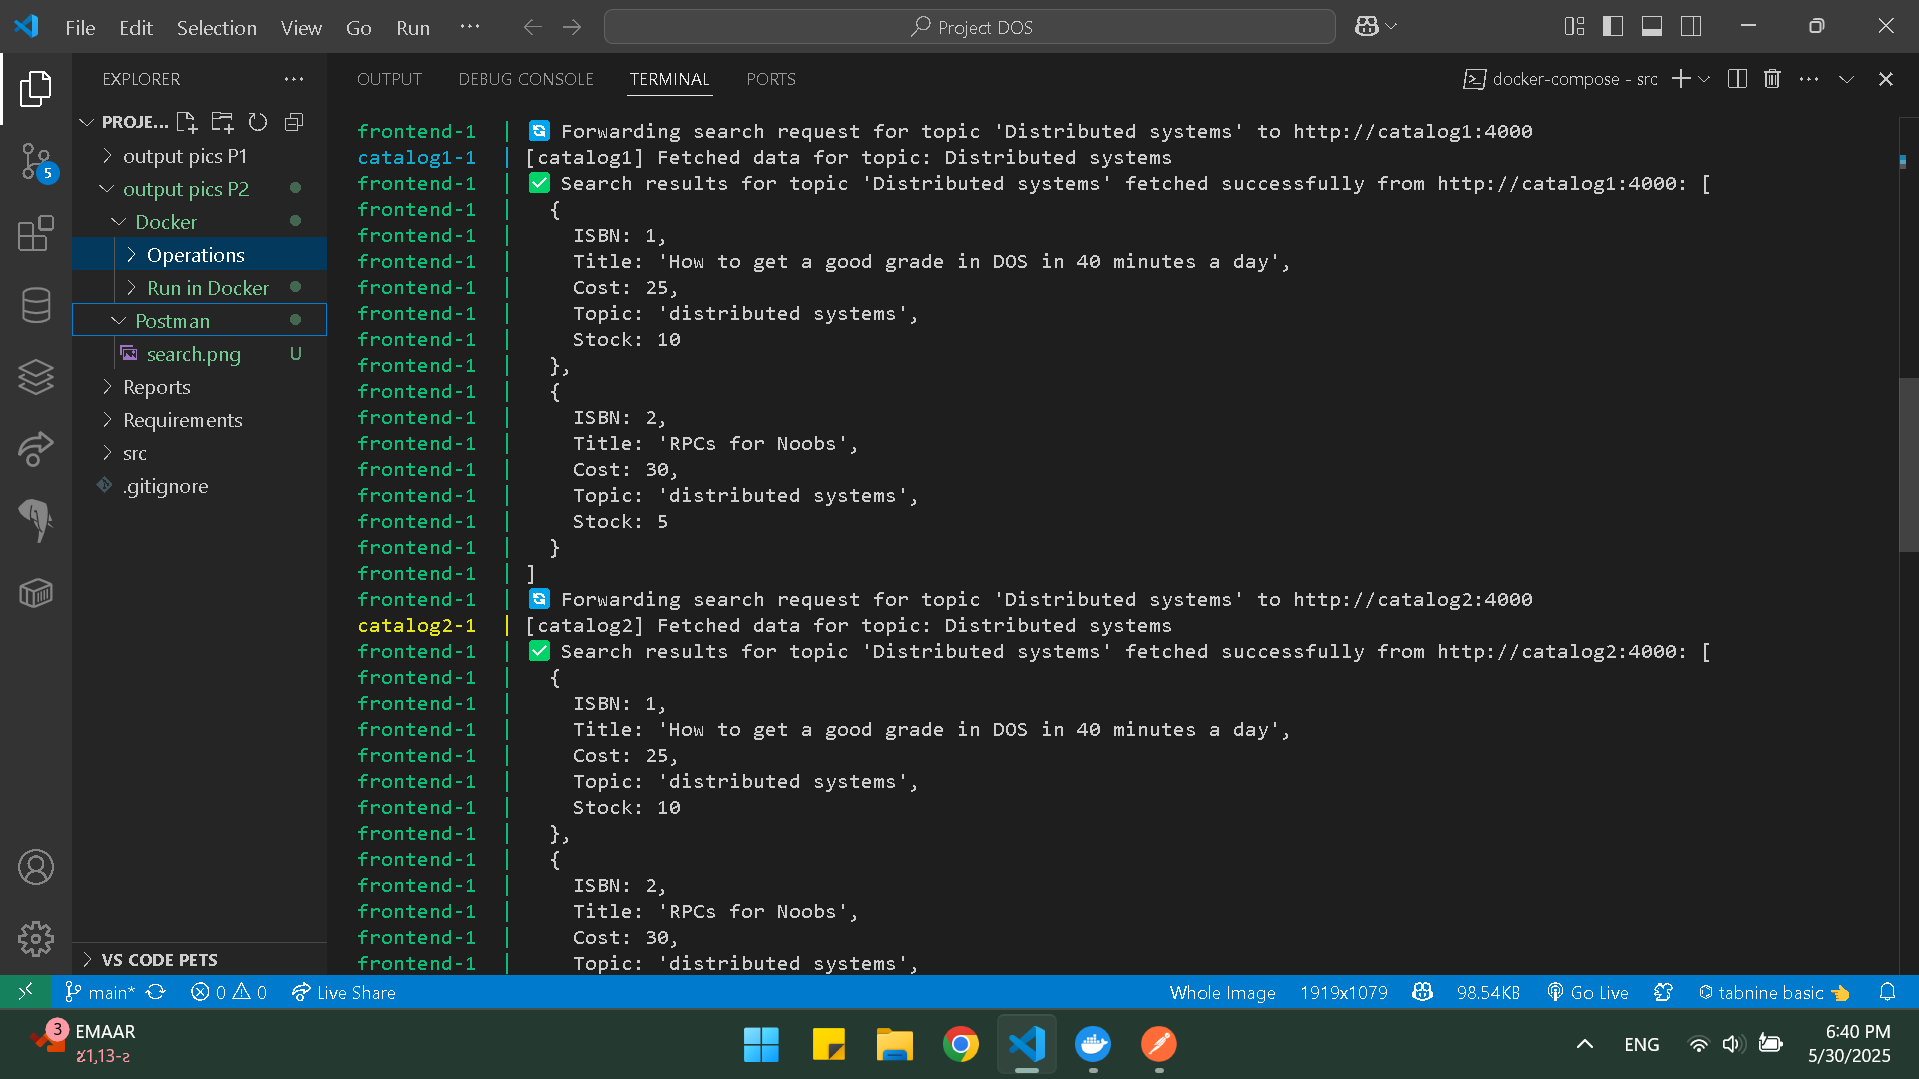 File Edit Selection View Go Run ··· Project DOS
EXPLORER ···
PROJE...
output pics P1
output pics P2
Docker
Operations
Run in Docker
Postman
search.png U
Reports
Requirements
src
.gitignore
VS CODE PETS
5
OUTPUT DEBUG CONSOLE TERMINAL PORTS docker-compose - src
frontend-1 | 🔄 Forwarding search request for topic 'Distributed systems' to http://catalog1:4000
catalog1-1 | [catalog1] Fetched data for topic: Distributed systems
frontend-1 | ✅ Search results for topic 'Distributed systems' fetched successfully from http://catalog1:4000: [
frontend-1 | {
frontend-1 | ISBN: 1,
frontend-1 | Title: 'How to get a good grade in DOS in 40 minutes a day',
frontend-1 | Cost: 25,
frontend-1 | Topic: 'distributed systems',
frontend-1 | Stock: 10
frontend-1 | },
frontend-1 | {
frontend-1 | ISBN: 2,
frontend-1 | Title: 'RPCs for Noobs',
frontend-1 | Cost: 30,
frontend-1 | Topic: 'distributed systems',
frontend-1 | Stock: 5
frontend-1 | }
frontend-1 | ]
frontend-1 | 🔄 Forwarding search request for topic 'Distributed systems' to http://catalog2:4000
catalog2-1 | [catalog2] Fetched data for topic: Distributed systems
frontend-1 | ✅ Search results for topic 'Distributed systems' fetched successfully from http://catalog2:4000: [
frontend-1 | {
frontend-1 | ISBN: 1,
frontend-1 | Title: 'How to get a good grade in DOS in 40 minutes a day',
frontend-1 | Cost: 25,
frontend-1 | Topic: 'distributed systems',
frontend-1 | Stock: 10
frontend-1 | },
frontend-1 | {
frontend-1 | ISBN: 2,
frontend-1 | Title: 'RPCs for Noobs',
frontend-1 | Cost: 30,
frontend-1 | Topic: 'distributed systems',
main* 0 0 Live Share Whole Image 1919x1079 98.54KB Go Live tabnine basic 👈
3 EMAAR
ENG 6:40 PM
5/30/2025